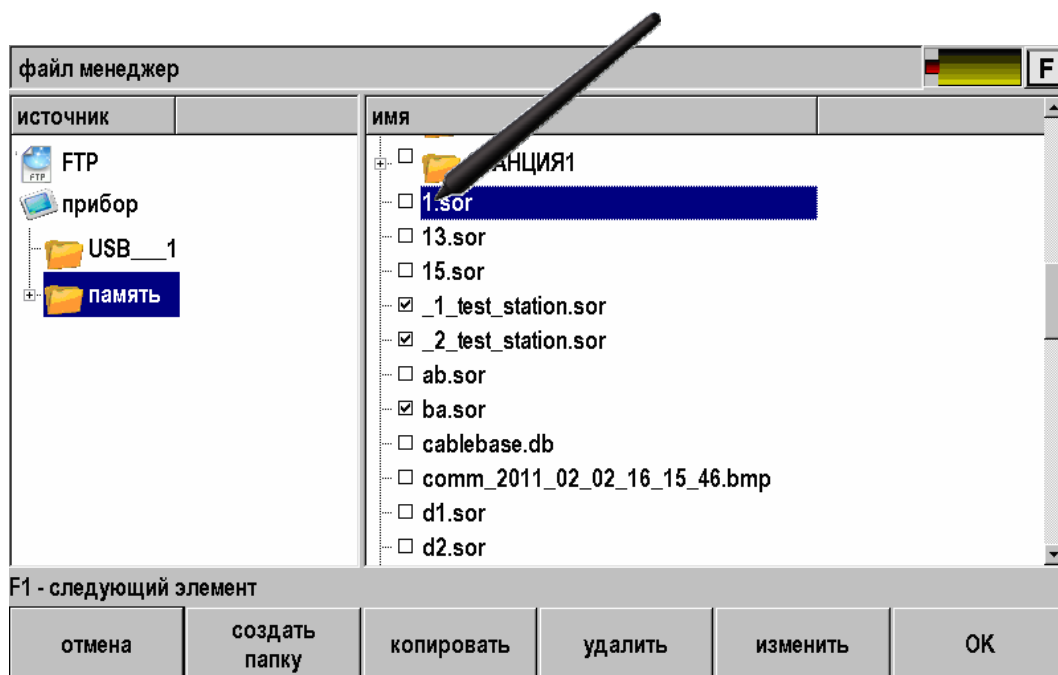 файл менеджер
F
источник
имя
FTP
FTP
АНЦИЯ1
прибор
1.sor
USB___1
13.sor
память
15.sor
_1_test_station.sor
_2_test_station.sor
ab.sor
ba.sor
cablebase.db
comm_2011_02_02_16_15_46.bmp
d1.sor
d2.sor
F1 - следующий элемент
отмена
создать
папку
копировать
удалить
изменить
OK